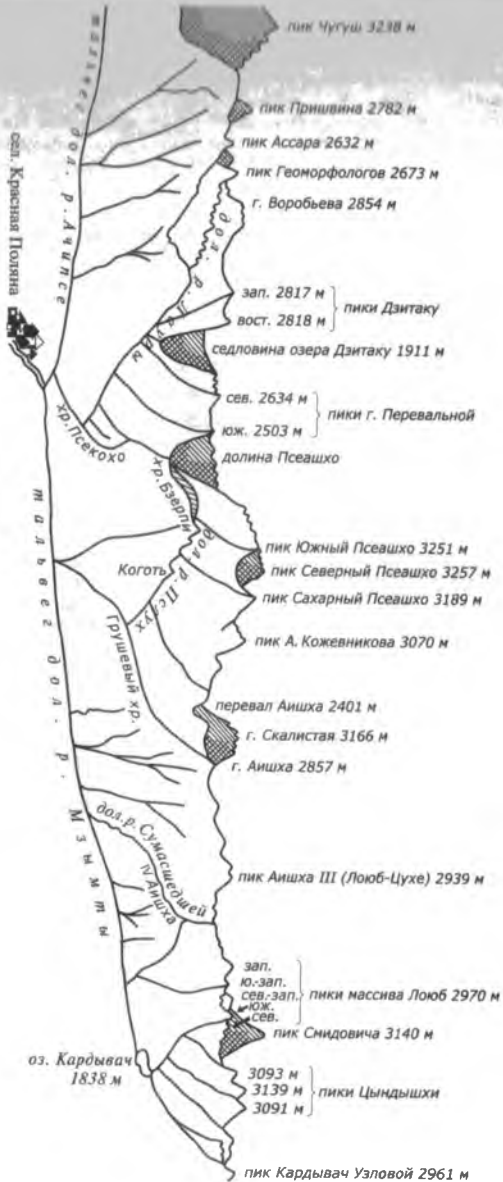 пик Чугуш 3238 м
пик Пришвина 2782 м
пик Ассара 2632 м
пик Геоморфологов 2673 м
г. Воробьева 2854 м
тальвег дол. р. Ачипсе
сел. Красная Поляна
дол. р. Лауры
зап. 2817 м
вост. 2818 м
пики Дзитаку
седловина озера Дзитаку 1911 м
сев. 2634 м
юж. 2503 м
пики г. Перевальной
хр. Псекохо
долина Псеашхо
хр. Бзерпи
пик Южный Псеашхо 3251 м
дол. р. Пслух
Коготь
пик Северный Псеашхо 3257 м
пик Сахарный Псеашхо 3189 м
Грушевый хр.
пик А. Кожевникова 3070 м
перевал Аишха 2401 м
г. Скалистая 3166 м
г. Аишха 2857 м
тальвег дол. р. Мзымты
дол. р. Сумасшедшей
IV Аишха
пик Аишха III (Лоюб-Цухе) 2939 м
зап.
ю.-зап.
сев.-зап.
юж.
сев.
пики массива Лоюб 2970 м
пик Смидовича 3140 м
оз. Кардывач
1838 м
3093 м
3139 м
3091 м
пики Цындышхи
пик Кардывач Узловой 2961 м